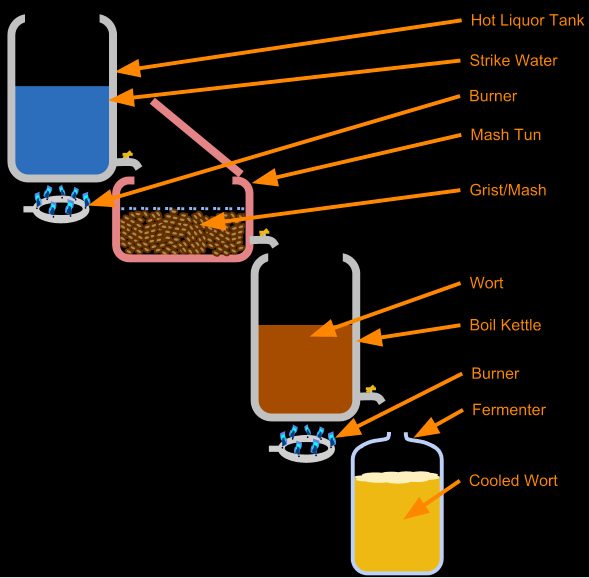 Hot Liquor Tank
Strike Water
Burner
Mash Tun
Grist/Mash
Wort
Boil Kettle
Burner
Fermenter
Cooled Wort